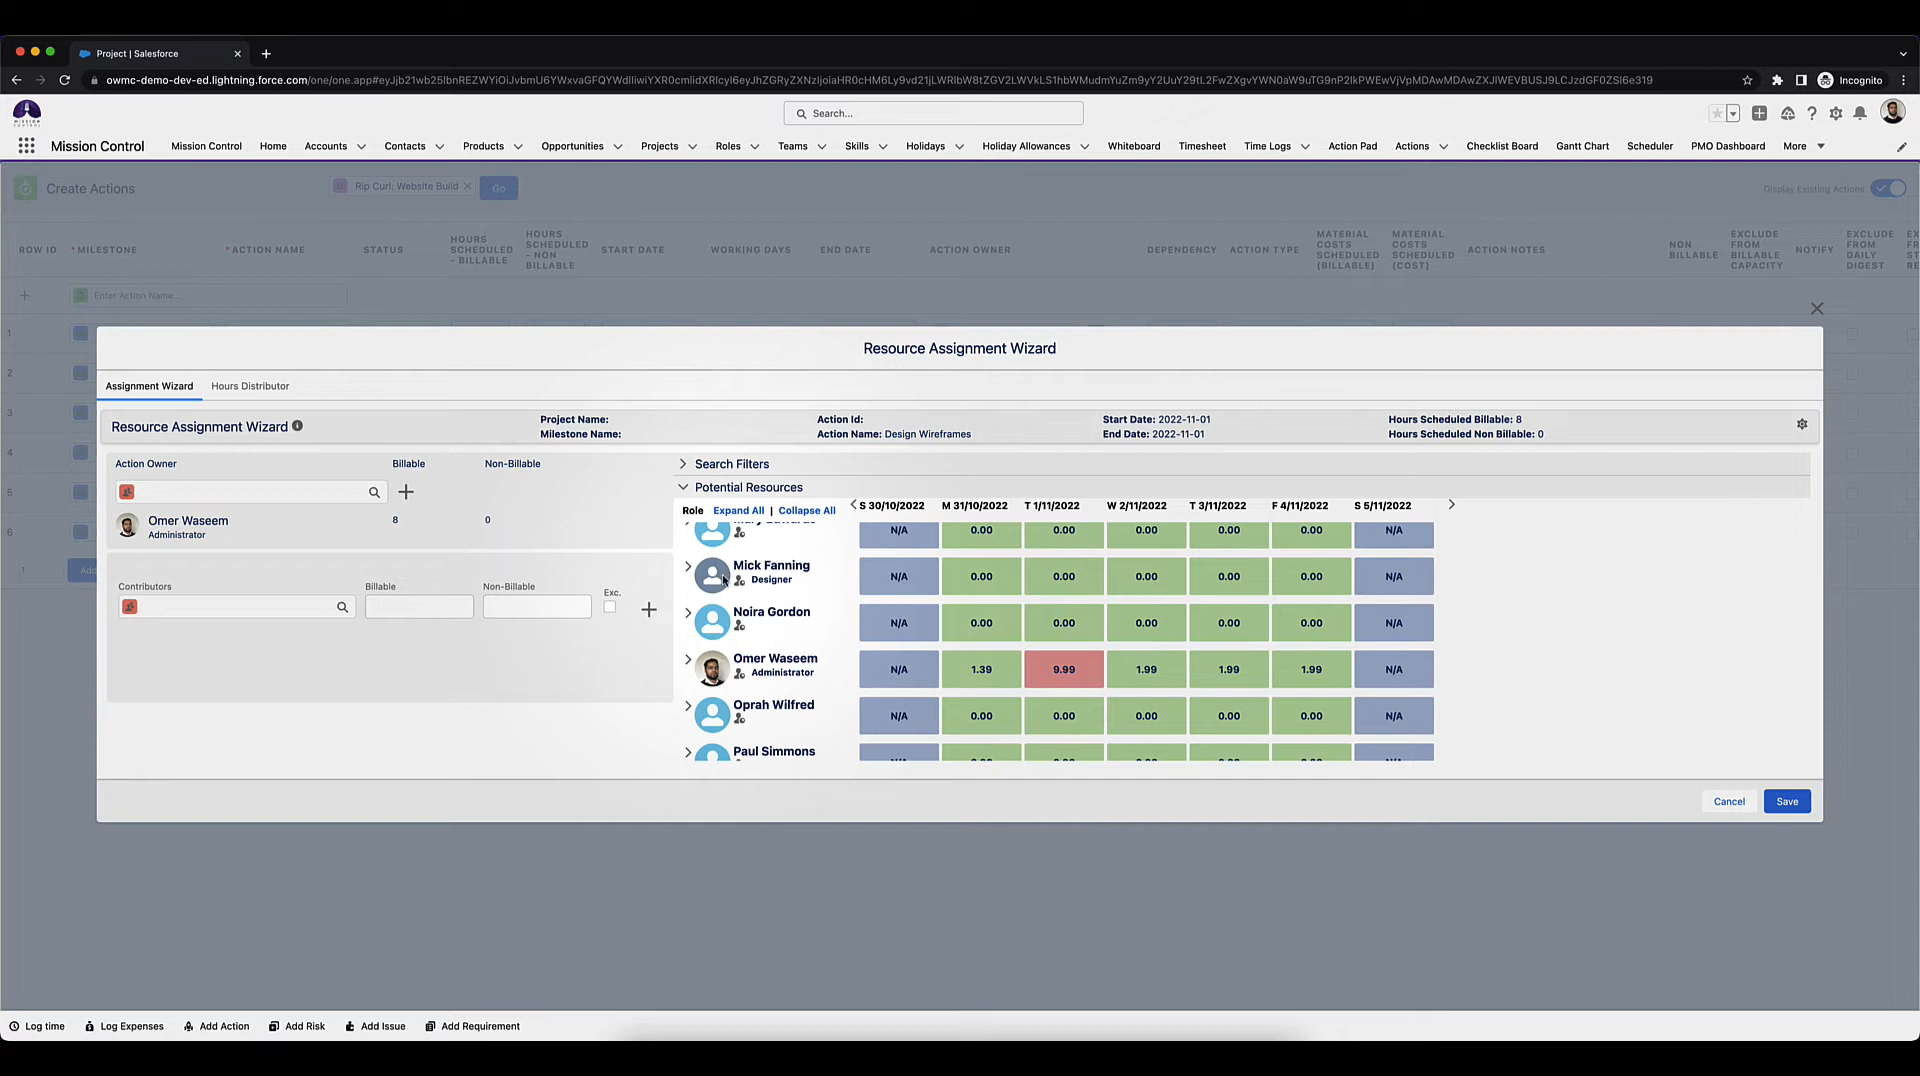 Project | Salesforce
owmc-demo-dev-ed.lightning.force.com
Incognito
Search...
Mission Control
Mission Control Home Accounts Contacts Products Opportunities Projects Roles Teams Skills Holidays Holiday Allowances Whiteboard Timesheet Time Logs Action Pad Actions Checklist Board Gantt Chart Scheduler PMO Dashboard More
Create Actions
Rip Curl: Website Build
Go
Display Existing Actions
ROW ID
* MILESTONE
* ACTION NAME
STATUS
HOURS SCHEDULED - BILLABLE
HOURS SCHEDULED - NON BILLABLE
START DATE
WORKING DAYS
END DATE
ACTION OWNER
DEPENDENCY
ACTION TYPE
MATERIAL COSTS SCHEDULED (BILLABLE)
MATERIAL COSTS SCHEDULED (COST)
ACTION NOTES
NON BILLABLE
EXCLUDE FROM BILLABLE CAPACITY
NOTIFY
EXCLUDE FROM DAILY DIGEST
Enter Action Name...
1
2
3
4
5
6
1
Add
Resource Assignment Wizard
Assignment Wizard Hours Distributor
Resource Assignment Wizard
Project Name:
Milestone Name:
Action Id:
Action Name: Design Wireframes
Start Date: 2022-11-01
End Date: 2022-11-01
Hours Scheduled Billable: 8
Hours Scheduled Non Billable: 0
Action Owner Billable Non-Billable
Omer Waseem 8 0
Administrator
Contributors Billable Non-Billable Exc.
Search Filters
Potential Resources
Role Expand All | Collapse All
S 30/10/2022 M 31/10/2022 T 1/11/2022 W 2/11/2022 T 3/11/2022 F 4/11/2022 S 5/11/2022
N/A 0.00 0.00 0.00 0.00 0.00 N/A
Mick Fanning
Designer
N/A 0.00 0.00 0.00 0.00 0.00 N/A
Noira Gordon
N/A 0.00 0.00 0.00 0.00 0.00 N/A
Omer Waseem
Administrator
N/A 1.39 9.99 1.99 1.99 1.99 N/A
Oprah Wilfred
N/A 0.00 0.00 0.00 0.00 0.00 N/A
Paul Simmons
Cancel Save
Log time Log Expenses Add Action Add Risk Add Issue Add Requirement